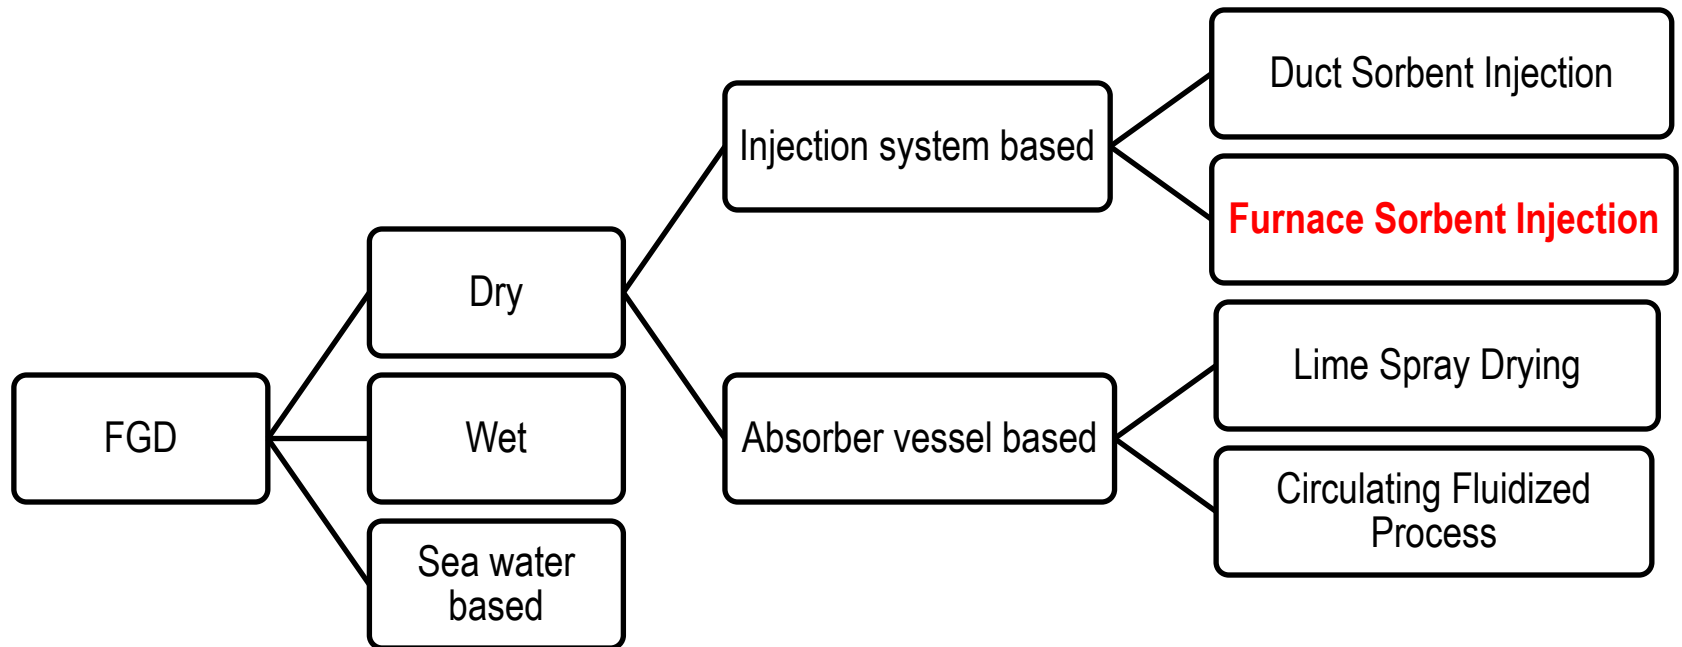 FGD
Dry
Wet
Sea water
based
Injection system based
Absorber vessel based
Duct Sorbent Injection
Furnace Sorbent Injection
Lime Spray Drying
Circulating Fluidized
Process